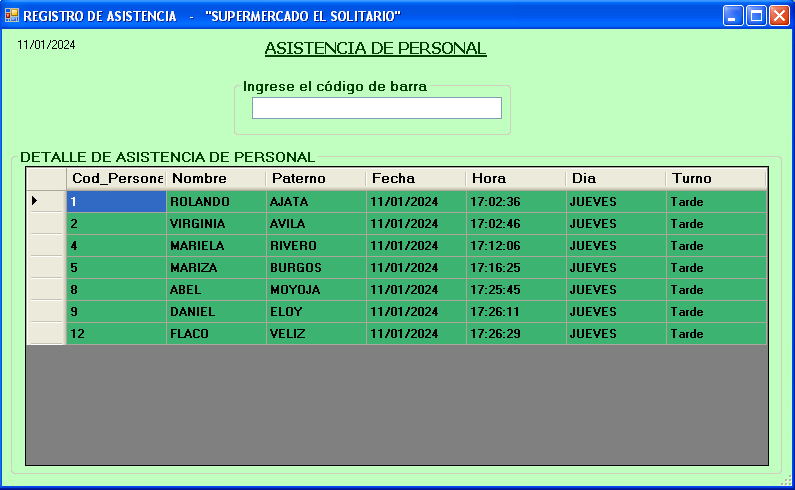 REGISTRO DE ASISTENCIA - "SUPERMERCADO EL SOLITARIO"
11/01/2024
ASISTENCIA DE PERSONAL
Ingrese el código de barra
DETALLE DE ASISTENCIA DE PERSONAL
Cod_Persona Nombre Paterno Fecha Hora Dia Turno
1 ROLANDO AJATA 11/01/2024 17:02:36 JUEVES Tarde
2 VIRGINIA AVILA 11/01/2024 17:02:46 JUEVES Tarde
4 MARIELA RIVERO 11/01/2024 17:12:06 JUEVES Tarde
5 MARIZA BURGOS 11/01/2024 17:16:25 JUEVES Tarde
8 ABEL MOYOJA 11/01/2024 17:25:45 JUEVES Tarde
9 DANIEL ELOY 11/01/2024 17:26:11 JUEVES Tarde
12 FLACO VELIZ 11/01/2024 17:26:29 JUEVES Tarde